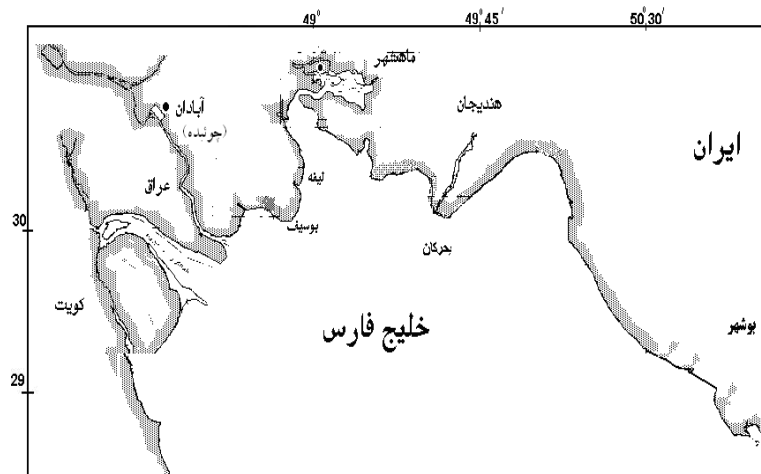 49⁰
49,45′
50,30′
ماهشهر
آبادان
(چوئبده)
هندیجان
ایران
لیفه
عراق
30
بوسیف
بحرکان
کویت
خلیج فارس
بوشهر
29